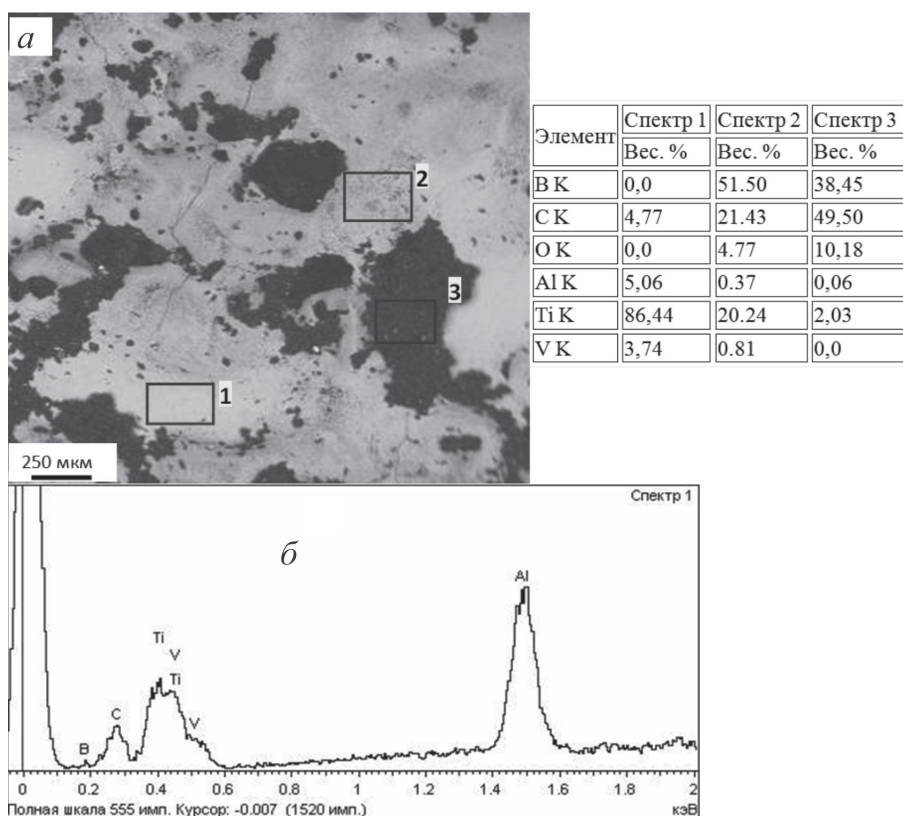 а
2
3
1
250 мкм
Элемент Спектр 1 Спектр 2 Спектр 3
Вес. % Вес. % Вес. %
В К 0,0 51.50 38,45
С К 4,77 21.43 49,50
О К 0,0 4.77 10,18
Al К 5,06 0.37 0,06
Ti К 86,44 20.24 2,03
V К 3,74 0.81 0,0
Спектр 1
б
Al
Ti
V
Ti
C
V
B
0 0.2 0.4 0.6 0.8 1 1.2 1.4 1.6 1.8 2
Полная шкала 555 имп. Курсор: -0.007 (1520 имп.) кэВ